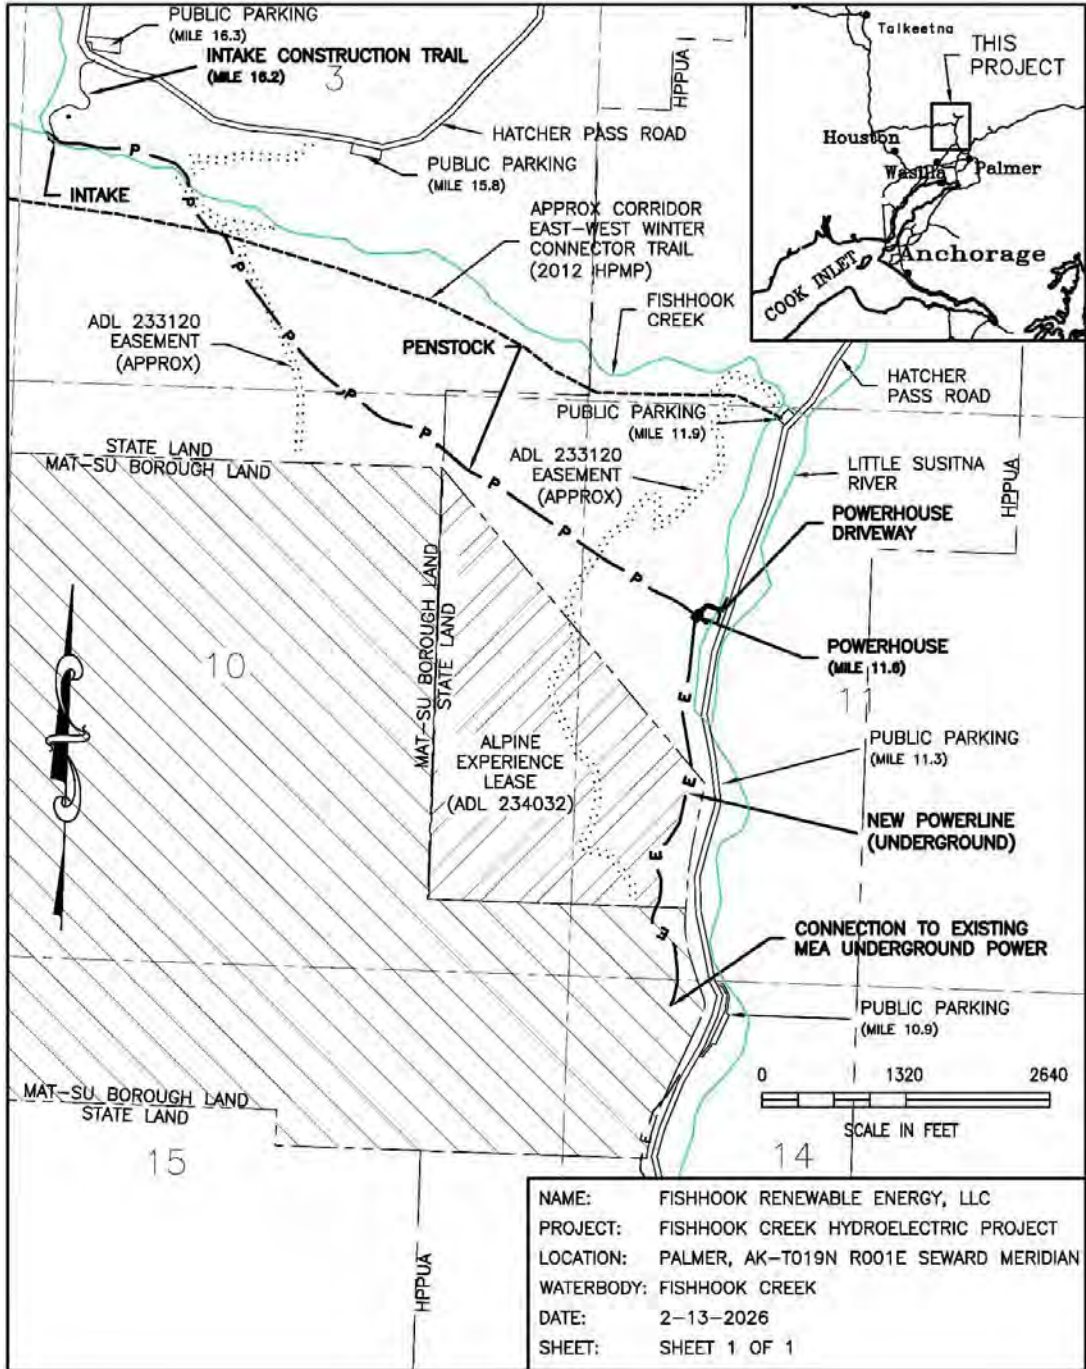 PUBLIC PARKING
(MILE 16.3)
INTAKE CONSTRUCTION TRAIL
(MILE 16.2)
3
HPPUA
HATCHER PASS ROAD
PUBLIC PARKING
(MILE 15.8)
P
INTAKE
P
APPROX CORRIDOR
EAST-WEST WINTER
CONNECTOR TRAIL
(2012 HPMP)
Talkeetna
THIS
PROJECT
Houston
Wasilla
Palmer
Anchorage
COOK INLET
P
FISHHOOK
CREEK
ADL 233120
EASEMENT
(APPROX)
P
PENSTOCK
P
HATCHER
PASS ROAD
PUBLIC PARKING
(MILE 11.9)
P
STATE LAND
MAT-SU BOROUGH LAND
ADL 233120
EASEMENT
(APPROX)
P
LITTLE SUSITNA
RIVER
HPPUA
P
POWERHOUSE
DRIVEWAY
P
MAT-SU BOROUGH LAND
STATE LAND
10
POWERHOUSE
(MILE 11.6)
E
11
ALPINE
EXPERIENCE
LEASE
(ADL 234032)
PUBLIC PARKING
(MILE 11.3)
E
NEW POWERLINE
(UNDERGROUND)
E
E
CONNECTION TO EXISTING
MEA UNDERGROUND POWER
PUBLIC PARKING
(MILE 10.9)
0 1320 2640
SCALE IN FEET
MAT-SU BOROUGH LAND
STATE LAND
E
15
14
HPPUA
NAME: FISHHOOK RENEWABLE ENERGY, LLC
PROJECT: FISHHOOK CREEK HYDROELECTRIC PROJECT
LOCATION: PALMER, AK-T019N R001E SEWARD MERIDIAN
WATERBODY: FISHHOOK CREEK
DATE: 2-13-2026
SHEET: SHEET 1 OF 1